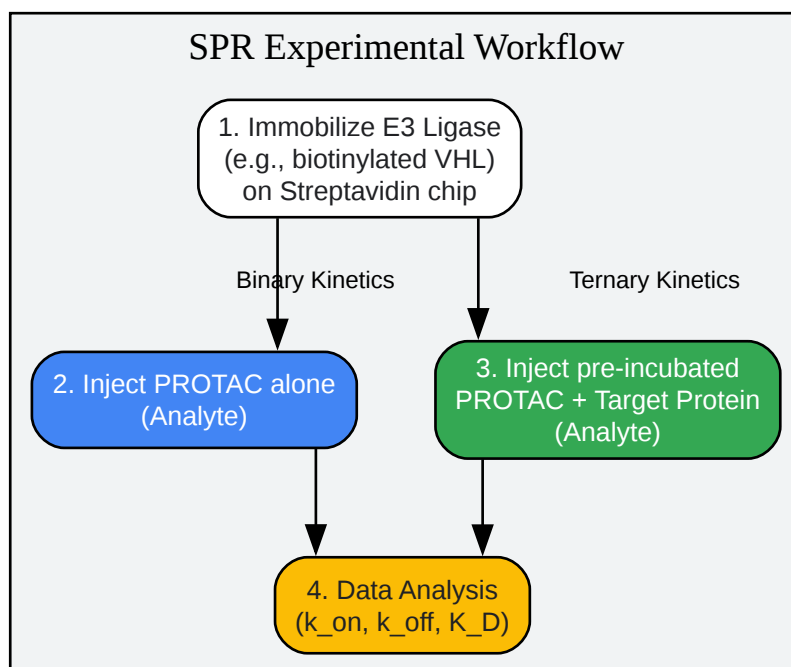 SPR Experimental Workflow
1. Immobilize E3 Ligase
(e.g., biotinylated VHL)
on Streptavidin chip
Binary Kinetics
Ternary Kinetics
2. Inject PROTAC alone
(Analyte)
3. Inject pre-incubated
PROTAC + Target Protein
(Analyte)
4. Data Analysis
(k_on, k_off, K_D)